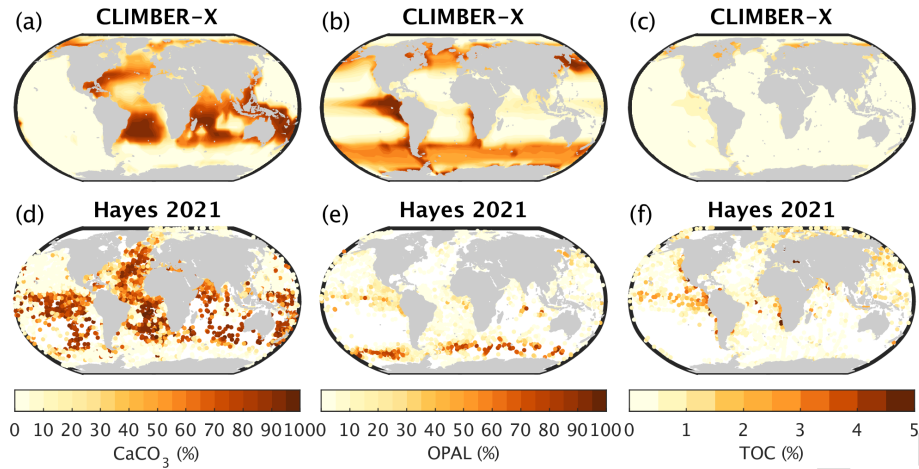 (a) CLIMBER-X
(b) CLIMBER-X
(c) CLIMBER-X
(d) Hayes 2021
(e) Hayes 2021
(f) Hayes 2021
0 10 20 30 40 50 60 70 80 90 100
CaCO₃ (%)
0 10 20 30 40 50 60 70 80 90 100
OPAL (%)
0 1 2 3 4 5
TOC (%)